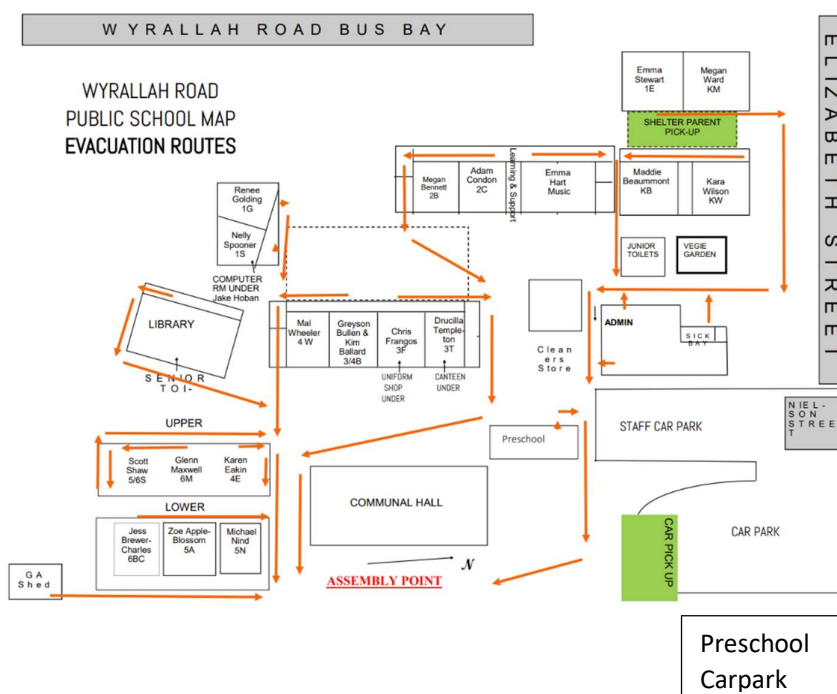 WYRALLAH ROAD BUS BAY
ELIZABETH STREET
WYRALLAH ROAD
PUBLIC SCHOOL MAP
EVACUATION ROUTES
Emma
Stewart
1E
Megan
Ward
KM
SHELTER PARENT
PICK-UP
Megan
Bennett
2B
Adam
Condon
2C
Learning & Support
Emma
Hart
Music
Maddie
Beaummont
KB
Kara
Wilson
KW
Renee
Golding
1G
Nelly
Spooner
1S
COMPUTER
RM UNDER
Jake Hoban
JUNIOR
TOILETS
VEGIE
GARDEN
LIBRARY
SENIOR
TOI-
Mal
Wheeler
4 W
Greyson
Bullen &
Kim
Ballard
3/4B
Chris
Frangos
3F
Drucilla
Temple-
ton
3T
UNIFORM
SHOP
UNDER
CANTEEN
UNDER
Clean
ers
Store
ADMIN
SICK
BAY
NIEL-
SON
STREE
T
STAFF CAR PARK
UPPER
Scott
Shaw
5/6S
Glenn
Maxwell
6M
Karen
Eakin
4E
Preschool
LOWER
Jess
Brewer-
Charles
6BC
Zoe Apple-
Blossom
5A
Michael
Nind
5N
COMMUNAL HALL
CAR PICK UP
CAR PARK
GA
Shed
N
ASSEMBLY POINT
Preschool
Carpark